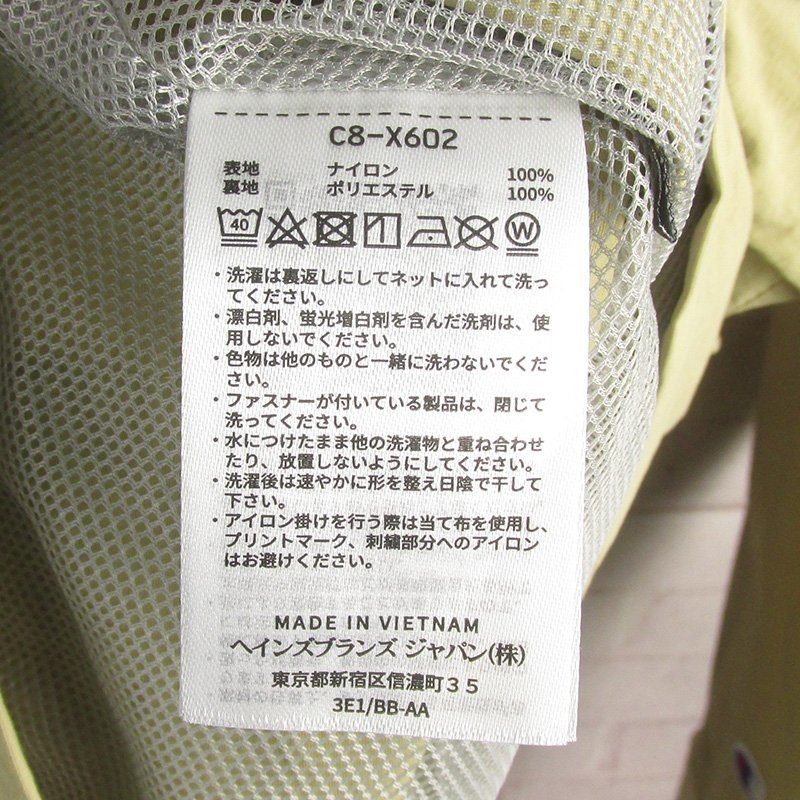 C8-X602
表地 ナイロン 100%
裏地 ポリエステル 100%
40 W
・洗濯は裏返しにしてネットに入れて洗っ
てください。
・漂白剤、蛍光増白剤を含んだ洗剤は、使
用しないでください。
・色物は他のものと一緒に洗わないでくだ
さい。
・ファスナーが付いている製品は、閉じて
洗ってください。
・水につけたまま他の洗濯物と重ね合わせ
たり、放置しないようにしてください。
・洗濯後は速やかに形を整え日陰で干して
下さい。
・アイロン掛けを行う際は当て布を使用し、
プリントマーク、刺繍部分へのアイロン
はお避けください。
MADE IN VIETNAM
ヘインズブランズ ジャパン(株)
東京都新宿区信濃町35
3E1/BB-AA